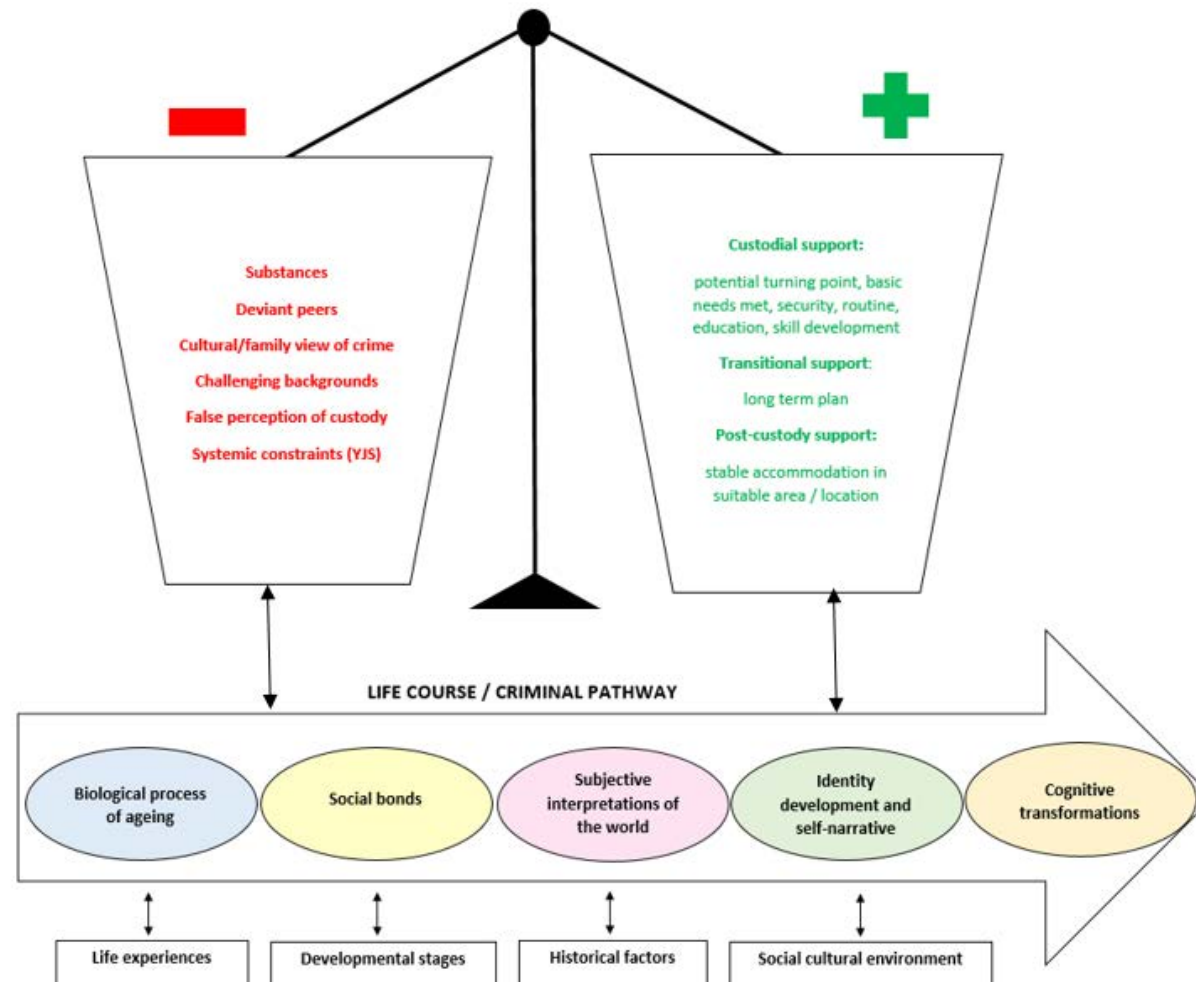 Substances
Deviant peers
Cultural/family view of crime
Challenging backgrounds
False perception of custody
Systemic constraints (YJS)
Custodial support:
potential turning point, basic
needs met, security, routine,
education, skill development
Transitional support:
long term plan
Post-custody support:
stable accommodation in
suitable area / location
LIFE COURSE / CRIMINAL PATHWAY
Biological process
of ageing
Social bonds
Subjective
interpretations of
the world
Identity
development and
self-narrative
Cognitive
transformations
Life experiences
Developmental stages
Historical factors
Social cultural environment